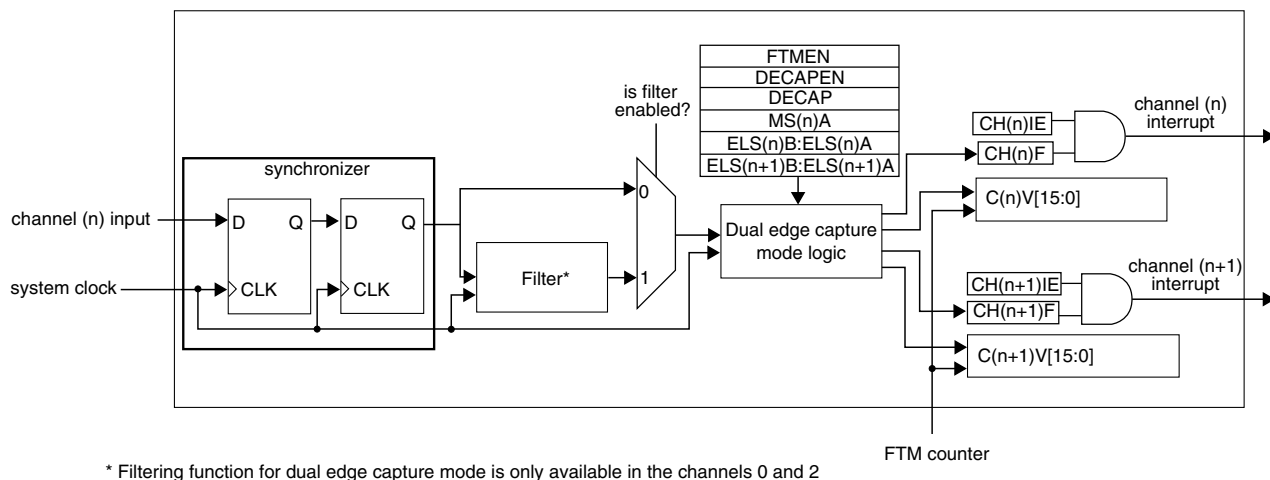 FTMEN
DECAPEN
DECAP
MS(n)A
ELS(n)B:ELS(n)A
ELS(n+1)B:ELS(n+1)A
is filter
enabled?
synchronizer
channel (n) input
D Q
D Q
CLK
CLK
system clock
Filter*
0
1
Dual edge capture
mode logic
CH(n)IE
CH(n)F
channel (n)
interrupt
C(n)V[15:0]
CH(n+1)IE
CH(n+1)F
channel (n+1)
interrupt
C(n+1)V[15:0]
FTM counter
* Filtering function for dual edge capture mode is only available in the channels 0 and 2